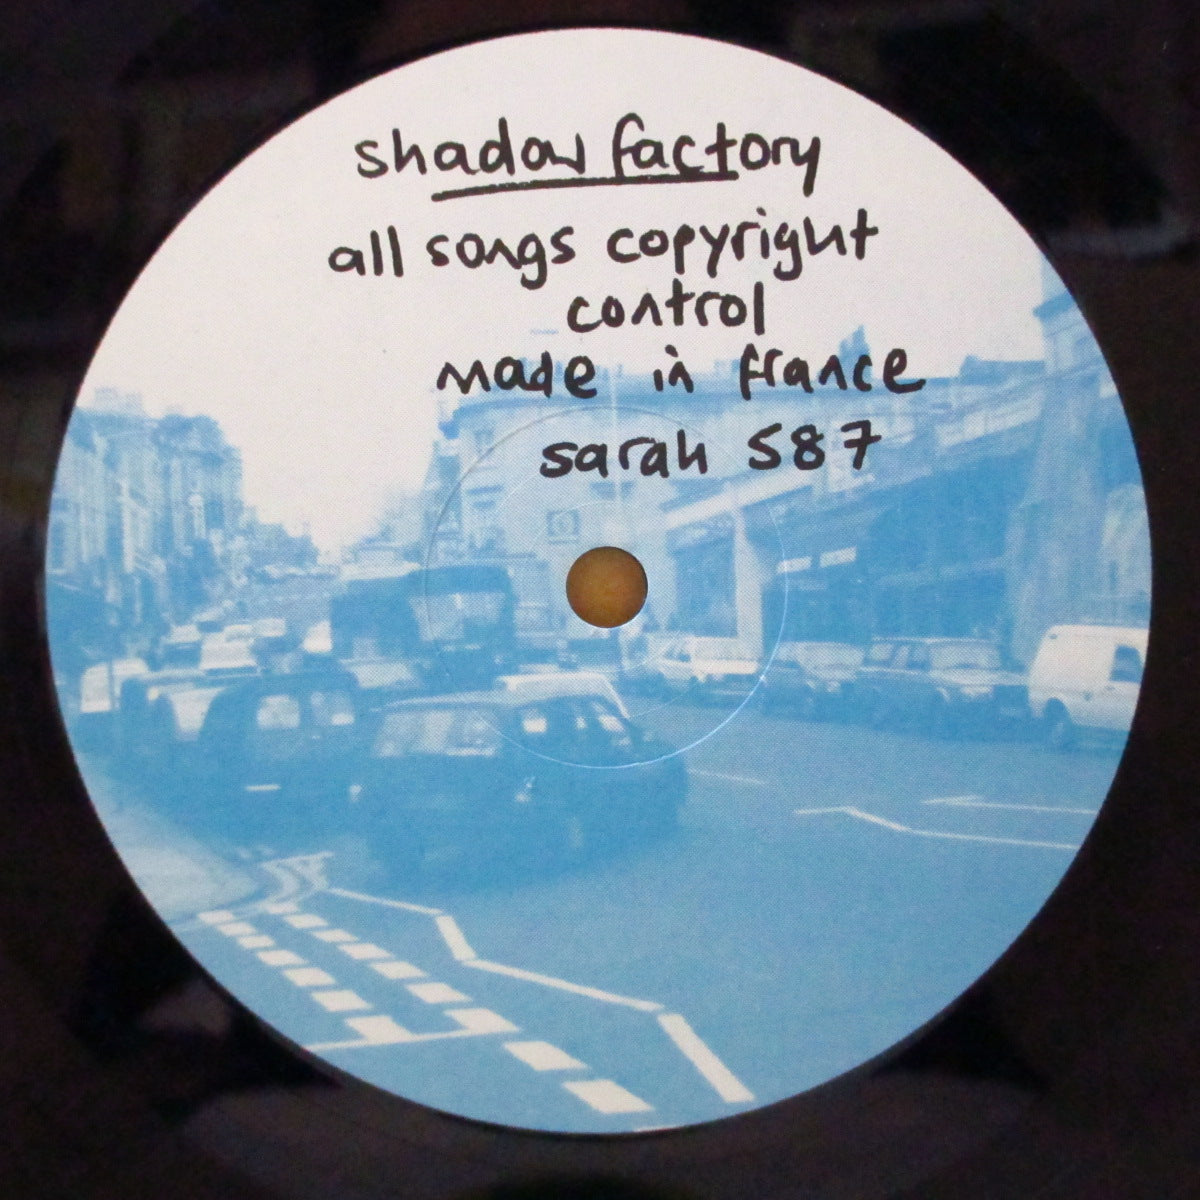 shadow factory
all songs copyright
control
made in france
sarah 587